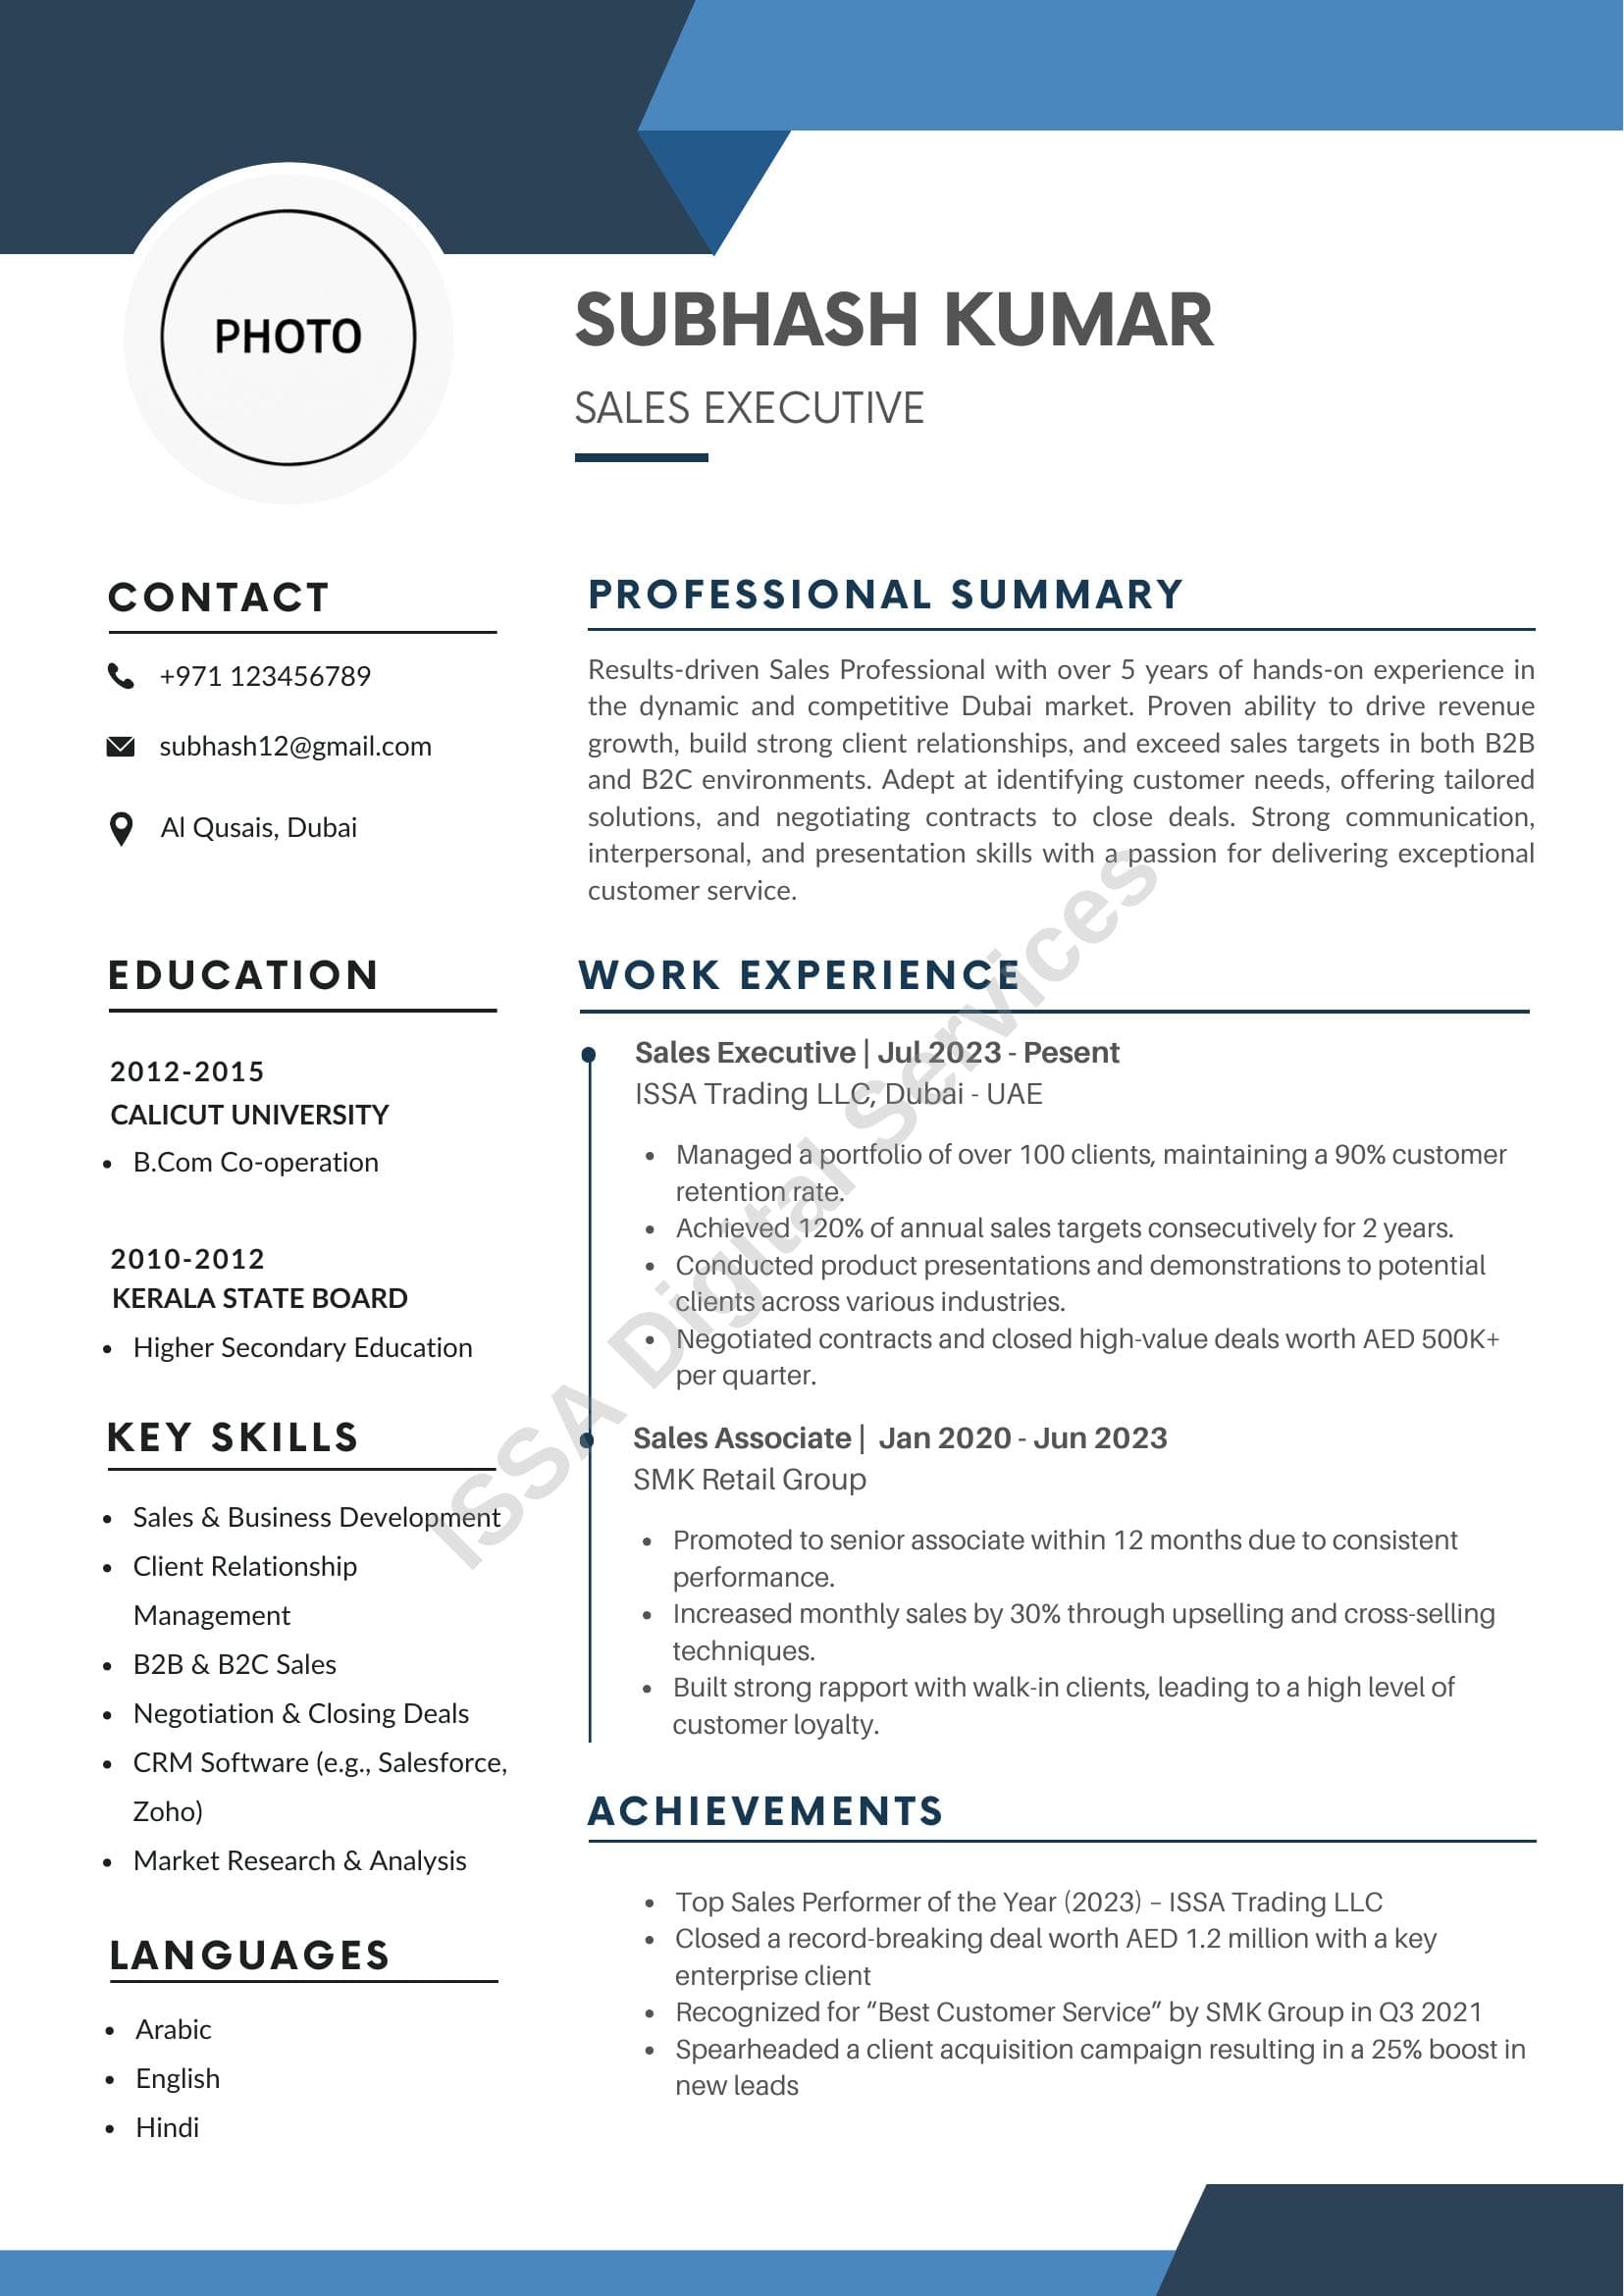 PHOTO
SUBHASH KUMAR
SALES EXECUTIVE
CONTACT
+971 123456789
subhash12@gmail.com
Al Qusais, Dubai
EDUCATION
2012-2015
CALICUT UNIVERSITY
• B.Com Co-operation
2010-2012
KERALA STATE BOARD
• Higher Secondary Education
KEY SKILLS
• Sales & Business Development
• Client Relationship
Management
• B2B & B2C Sales
• Negotiation & Closing Deals
• CRM Software (e.g., Salesforce,
Zoho)
• Market Research & Analysis
LANGUAGES
• Arabic
• English
• Hindi
PROFESSIONAL SUMMARY
Results-driven Sales Professional with over 5 years of hands-on experience in
the dynamic and competitive Dubai market. Proven ability to drive revenue
growth, build strong client relationships, and exceed sales targets in both B2B
and B2C environments. Adept at identifying customer needs, offering tailored
solutions, and negotiating contracts to close deals. Strong communication,
interpersonal, and presentation skills with a passion for delivering exceptional
customer service.
WORK EXPERIENCE
Sales Executive | Jul 2023 - Pesent
ISSA Trading LLC, Dubai - UAE
• Managed a portfolio of over 100 clients, maintaining a 90% customer
retention rate.
• Achieved 120% of annual sales targets consecutively for 2 years.
• Conducted product presentations and demonstrations to potential
clients across various industries.
• Negotiated contracts and closed high-value deals worth AED 500K+
per quarter.
Sales Associate | Jan 2020 - Jun 2023
SMK Retail Group
• Promoted to senior associate within 12 months due to consistent
performance.
• Increased monthly sales by 30% through upselling and cross-selling
techniques.
• Built strong rapport with walk-in clients, leading to a high level of
customer loyalty.
ACHIEVEMENTS
• Top Sales Performer of the Year (2023) – ISSA Trading LLC
• Closed a record-breaking deal worth AED 1.2 million with a key
enterprise client
• Recognized for “Best Customer Service” by SMK Group in Q3 2021
• Spearheaded a client acquisition campaign resulting in a 25% boost in
new leads
ISSA Digital Services